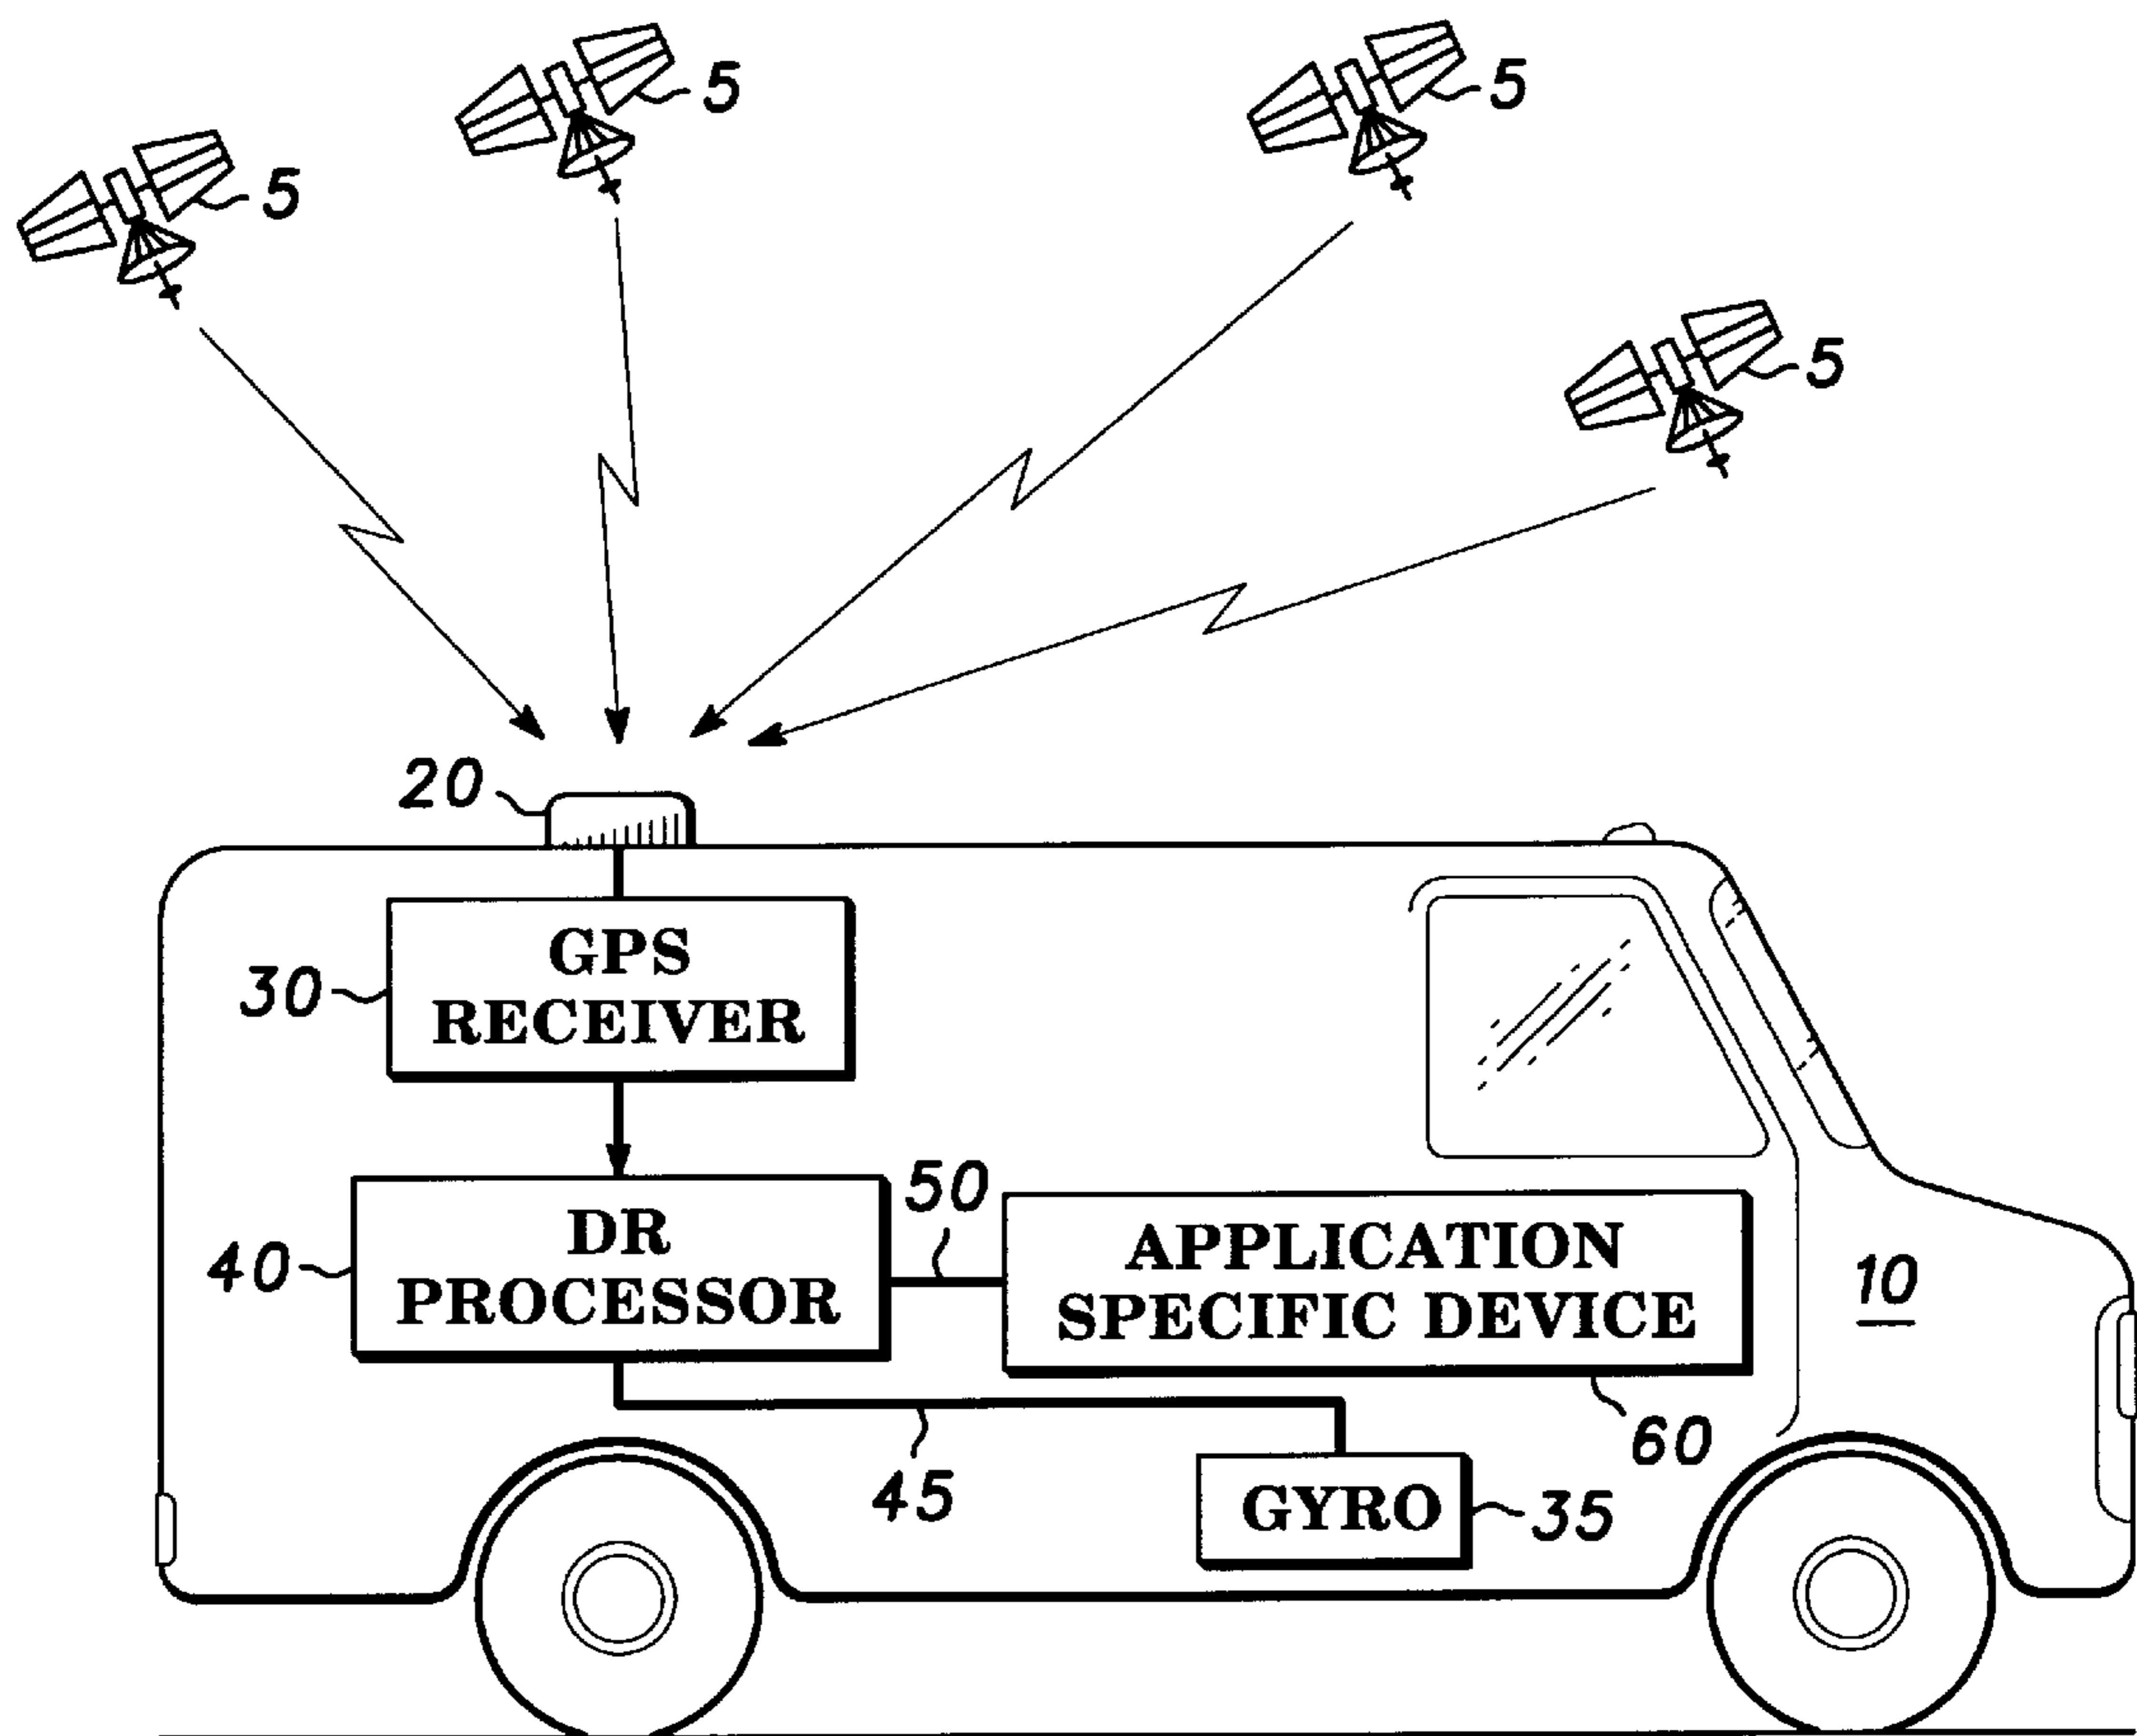 5
5
5
5
20
GPS
RECEIVER
30
50
DR
PROCESSOR
40
APPLICATION
SPECIFIC DEVICE
10
60
45
GYRO
35